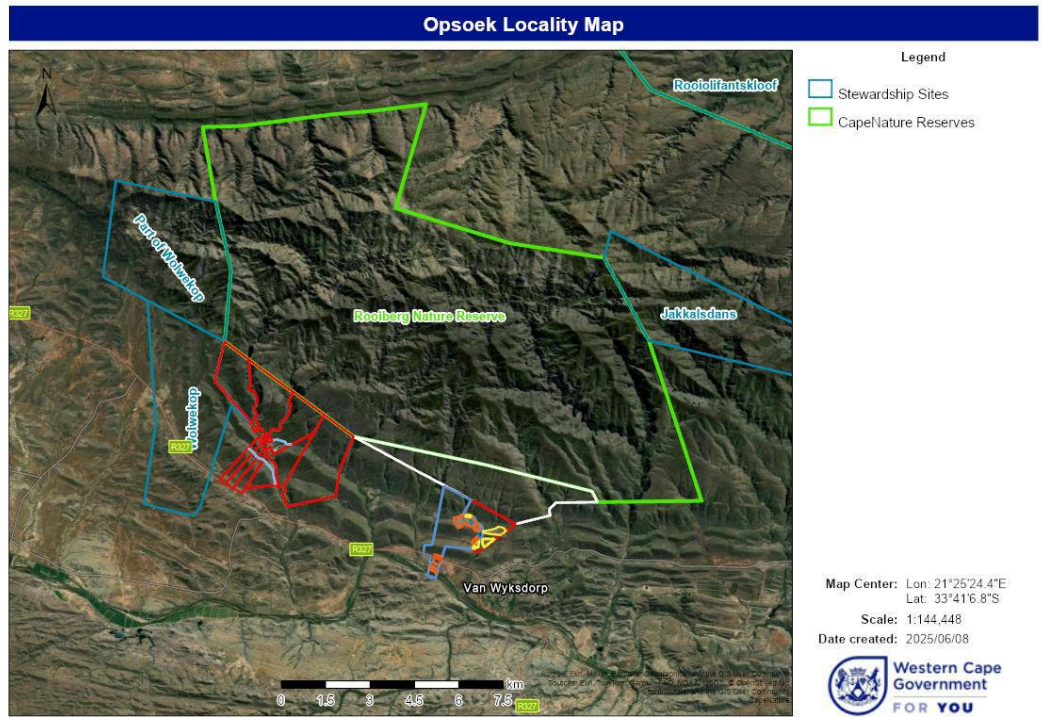 Opsoek Locality Map
N
Rooiolifantskloof
Part of Wolwekop
R327
Rooiberg Nature Reserve
Jakkalsdans
Wolwekop
R327
R327
Van Wyksdorp
0 1.5 3 4.5 6 7.5 km
R327
Legend
Stewardship Sites
CapeNature Reserves
Map Center: Lon: 21°25'24.4"E
Lat: 33°41'6.8"S
Scale: 1:144,448
Date created: 2025/06/08
Western Cape
Government
FOR YOU